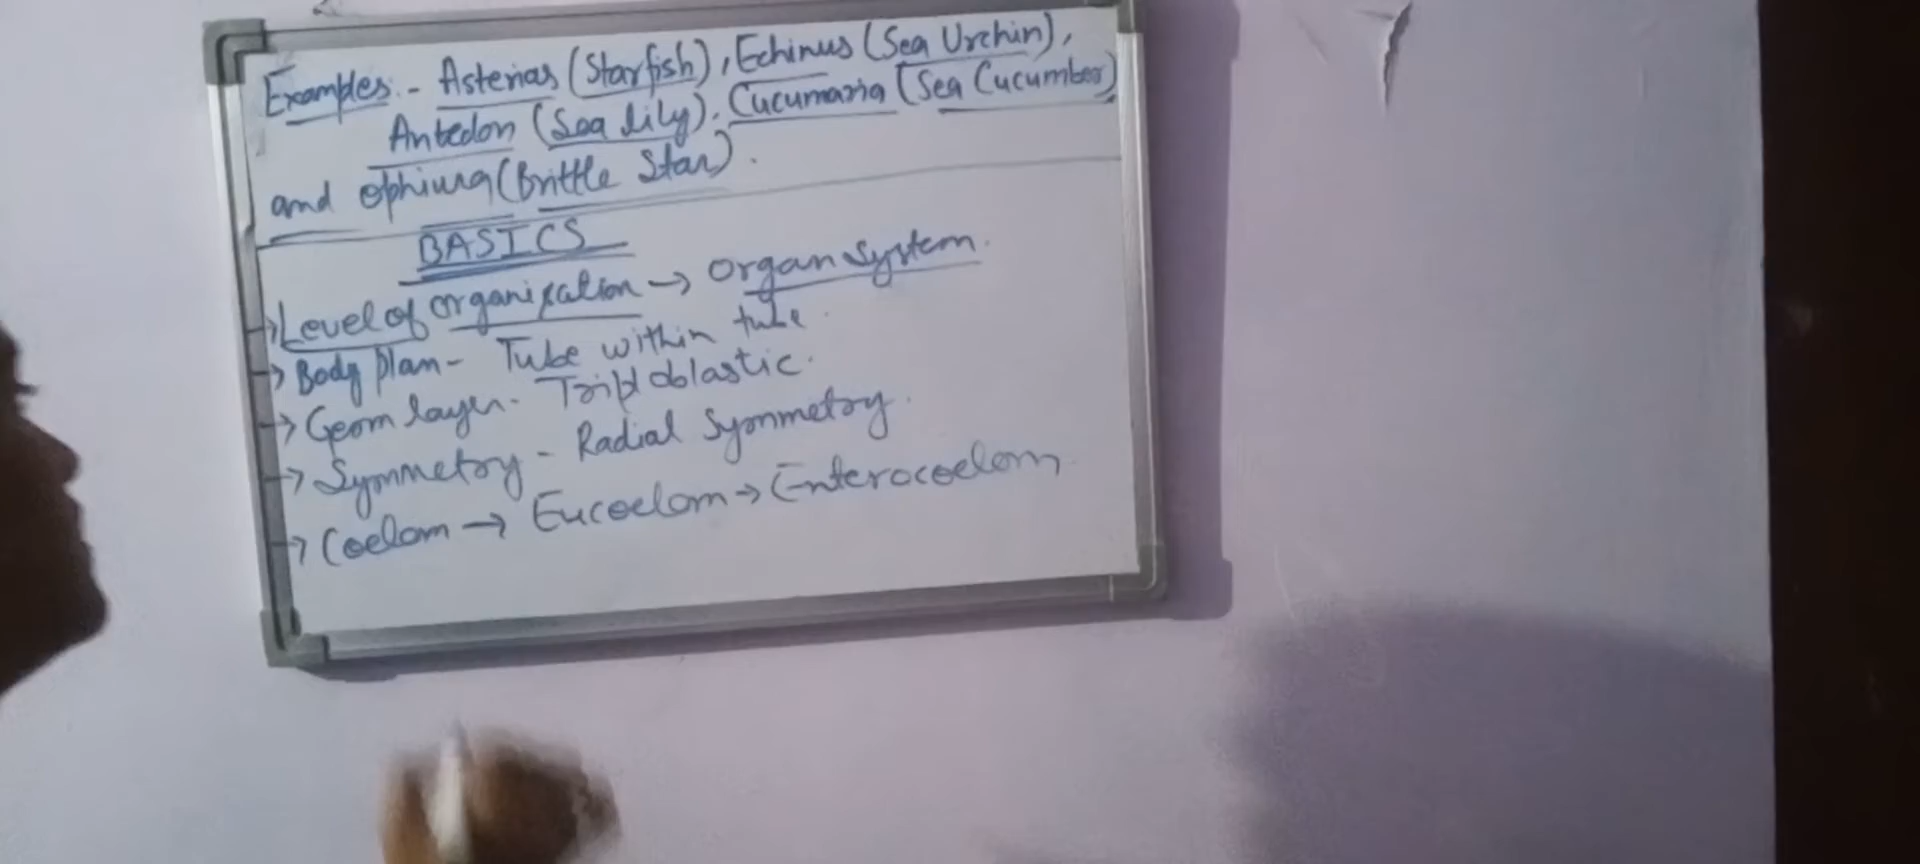 Examples:- Asterias (Starfish), Echinus (Sea Urchin),
Antedon (Sea lily), Cucumaria (Sea Cucumber)
and Ophiura (Brittle Star).
BASICS
→ Level of organization → Organ System.
→ Body plan - Tube within tube.
→ Germ layer - Triploblastic.
→ Symmetry - Radial Symmetry.
→ Coelom → Eucoelom → Enterocoelom